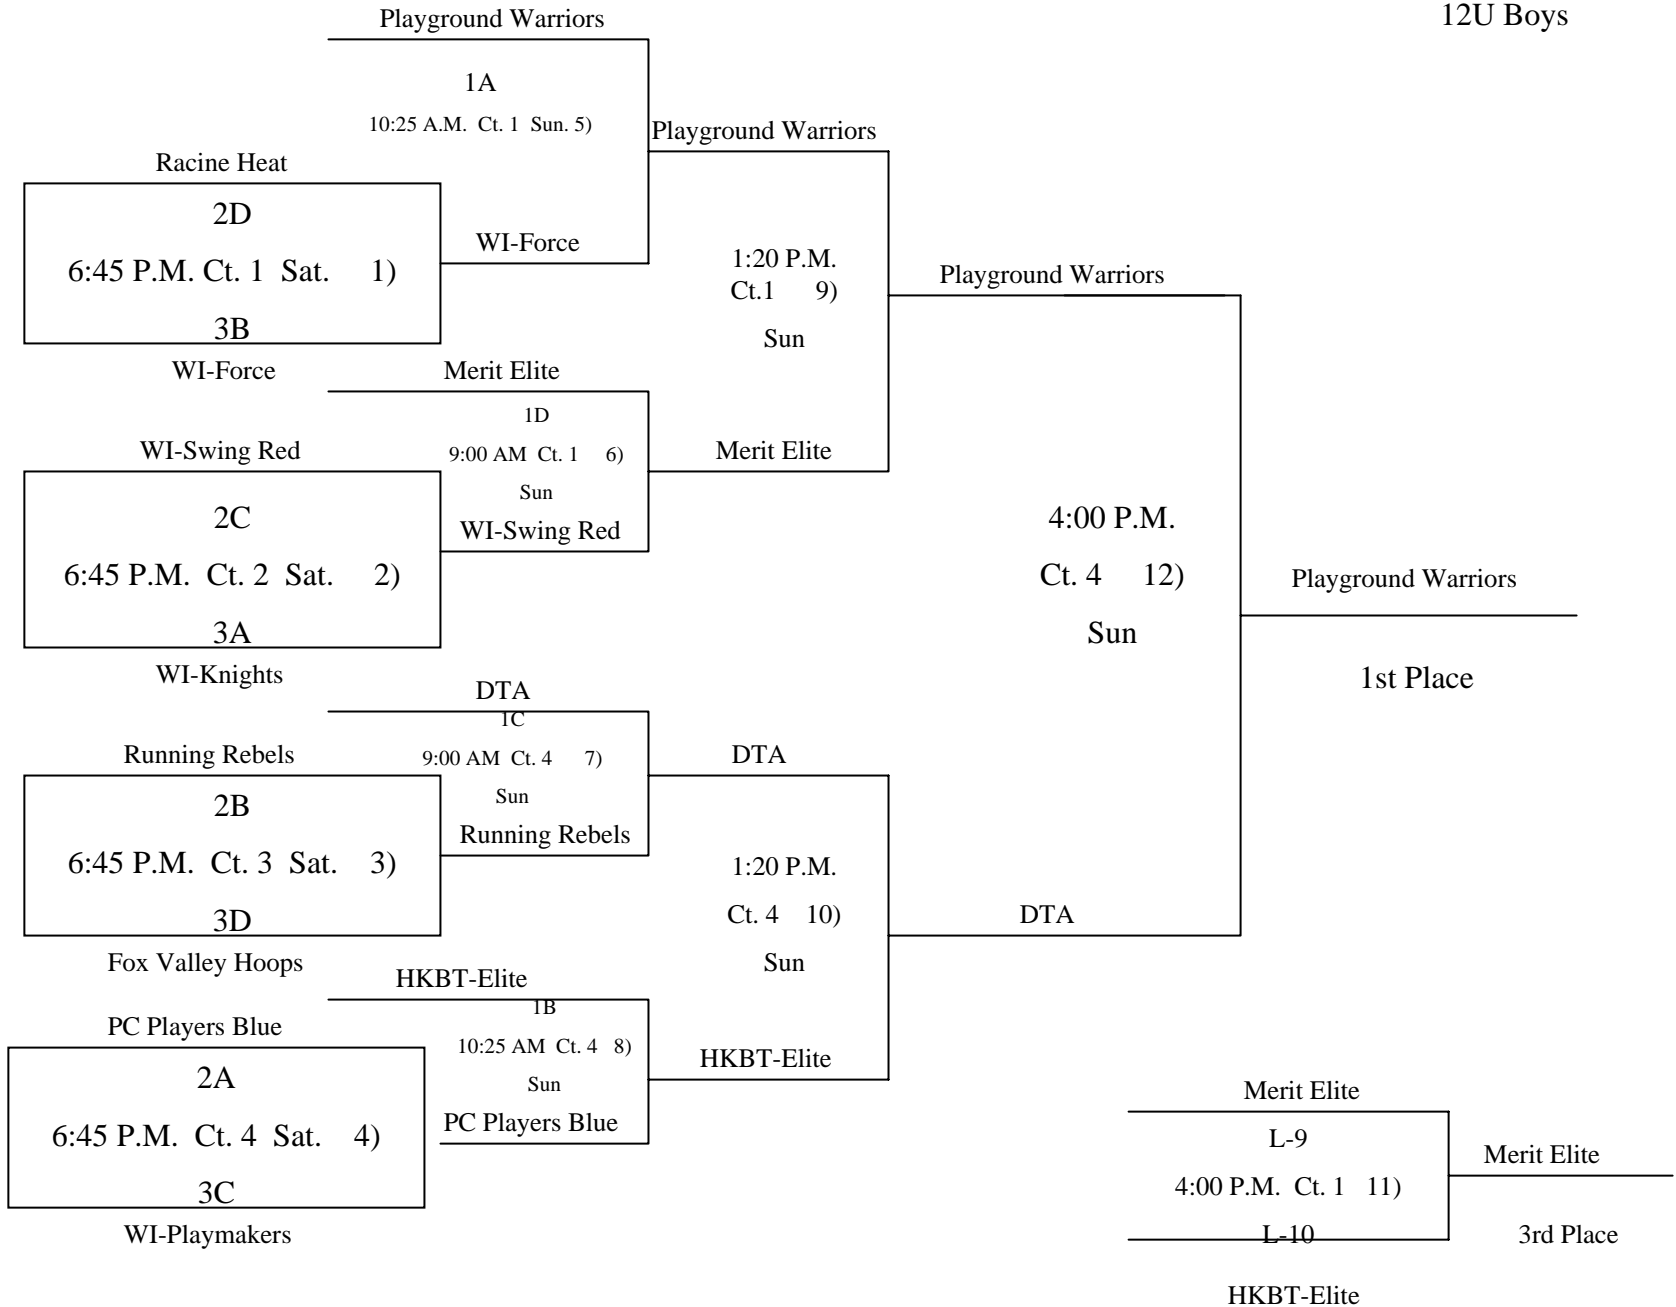 12U Boys
Playground Warriors
1A
10:25 A.M. Ct. 1 Sun. 5)
Playground Warriors
Racine Heat
2D
6:45 P.M. Ct. 1 Sat. 1)
3B
WI-Force
WI-Force
1:20 P.M.
Ct.1 9)
Sun
Playground Warriors
Merit Elite
1D
9:00 AM Ct. 1 6)
Sun
WI-Swing Red
Merit Elite
WI-Swing Red
2C
6:45 P.M. Ct. 2 Sat. 2)
3A
WI-Knights
4:00 P.M.
Ct. 4 12)
Sun
Playground Warriors
1st Place
DTA
1C
9:00 AM Ct. 4 7)
Sun
Running Rebels
DTA
Running Rebels
2B
6:45 P.M. Ct. 3 Sat. 3)
3D
Fox Valley Hoops
1:20 P.M.
Ct. 4 10)
Sun
DTA
HKBT-Elite
1B
10:25 AM Ct. 4 8)
Sun
PC Players Blue
HKBT-Elite
PC Players Blue
2A
6:45 P.M. Ct. 4 Sat. 4)
3C
WI-Playmakers
Merit Elite
L-9
4:00 P.M. Ct. 1 11)
L-10
HKBT-Elite
Merit Elite
3rd Place